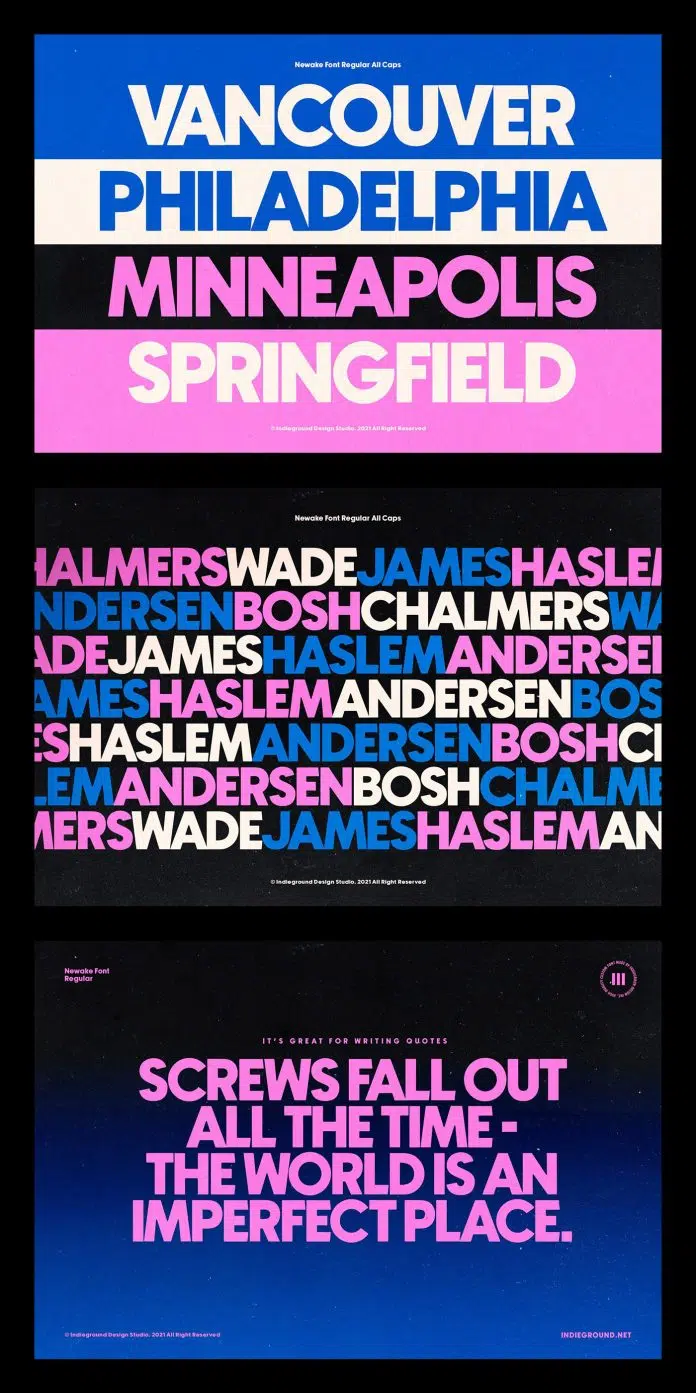 Newake Font Regular All Caps
VANCOUVER
PHILADELPHIA
MINNEAPOLIS
SPRINGFIELD
© Indieground Design Studio. 2021 All Right Reserved
Newake Font Regular All Caps
HALMERSWADEJAMESHASLEM
NDERSENBOSHCHALMERSWA
ADEJAMESHASLEMANDERSEN
AMESHASLEMANDERSENBOS
ESHASLEMANDERSENBOSHCH
LEMANDERSENBOSHCHALME
MERSWADEJAMESHASLEMAN
© Indieground Design Studio. 2021 All Right Reserved
Newake Font
Regular
IT'S GREAT FOR WRITING QUOTES
SCREWS FALL OUT
ALL THE TIME -
THE WORLD IS AN
IMPERFECT PLACE.
© Indieground Design Studio. 2021 All Right Reserved
INDIEGROUND.NET